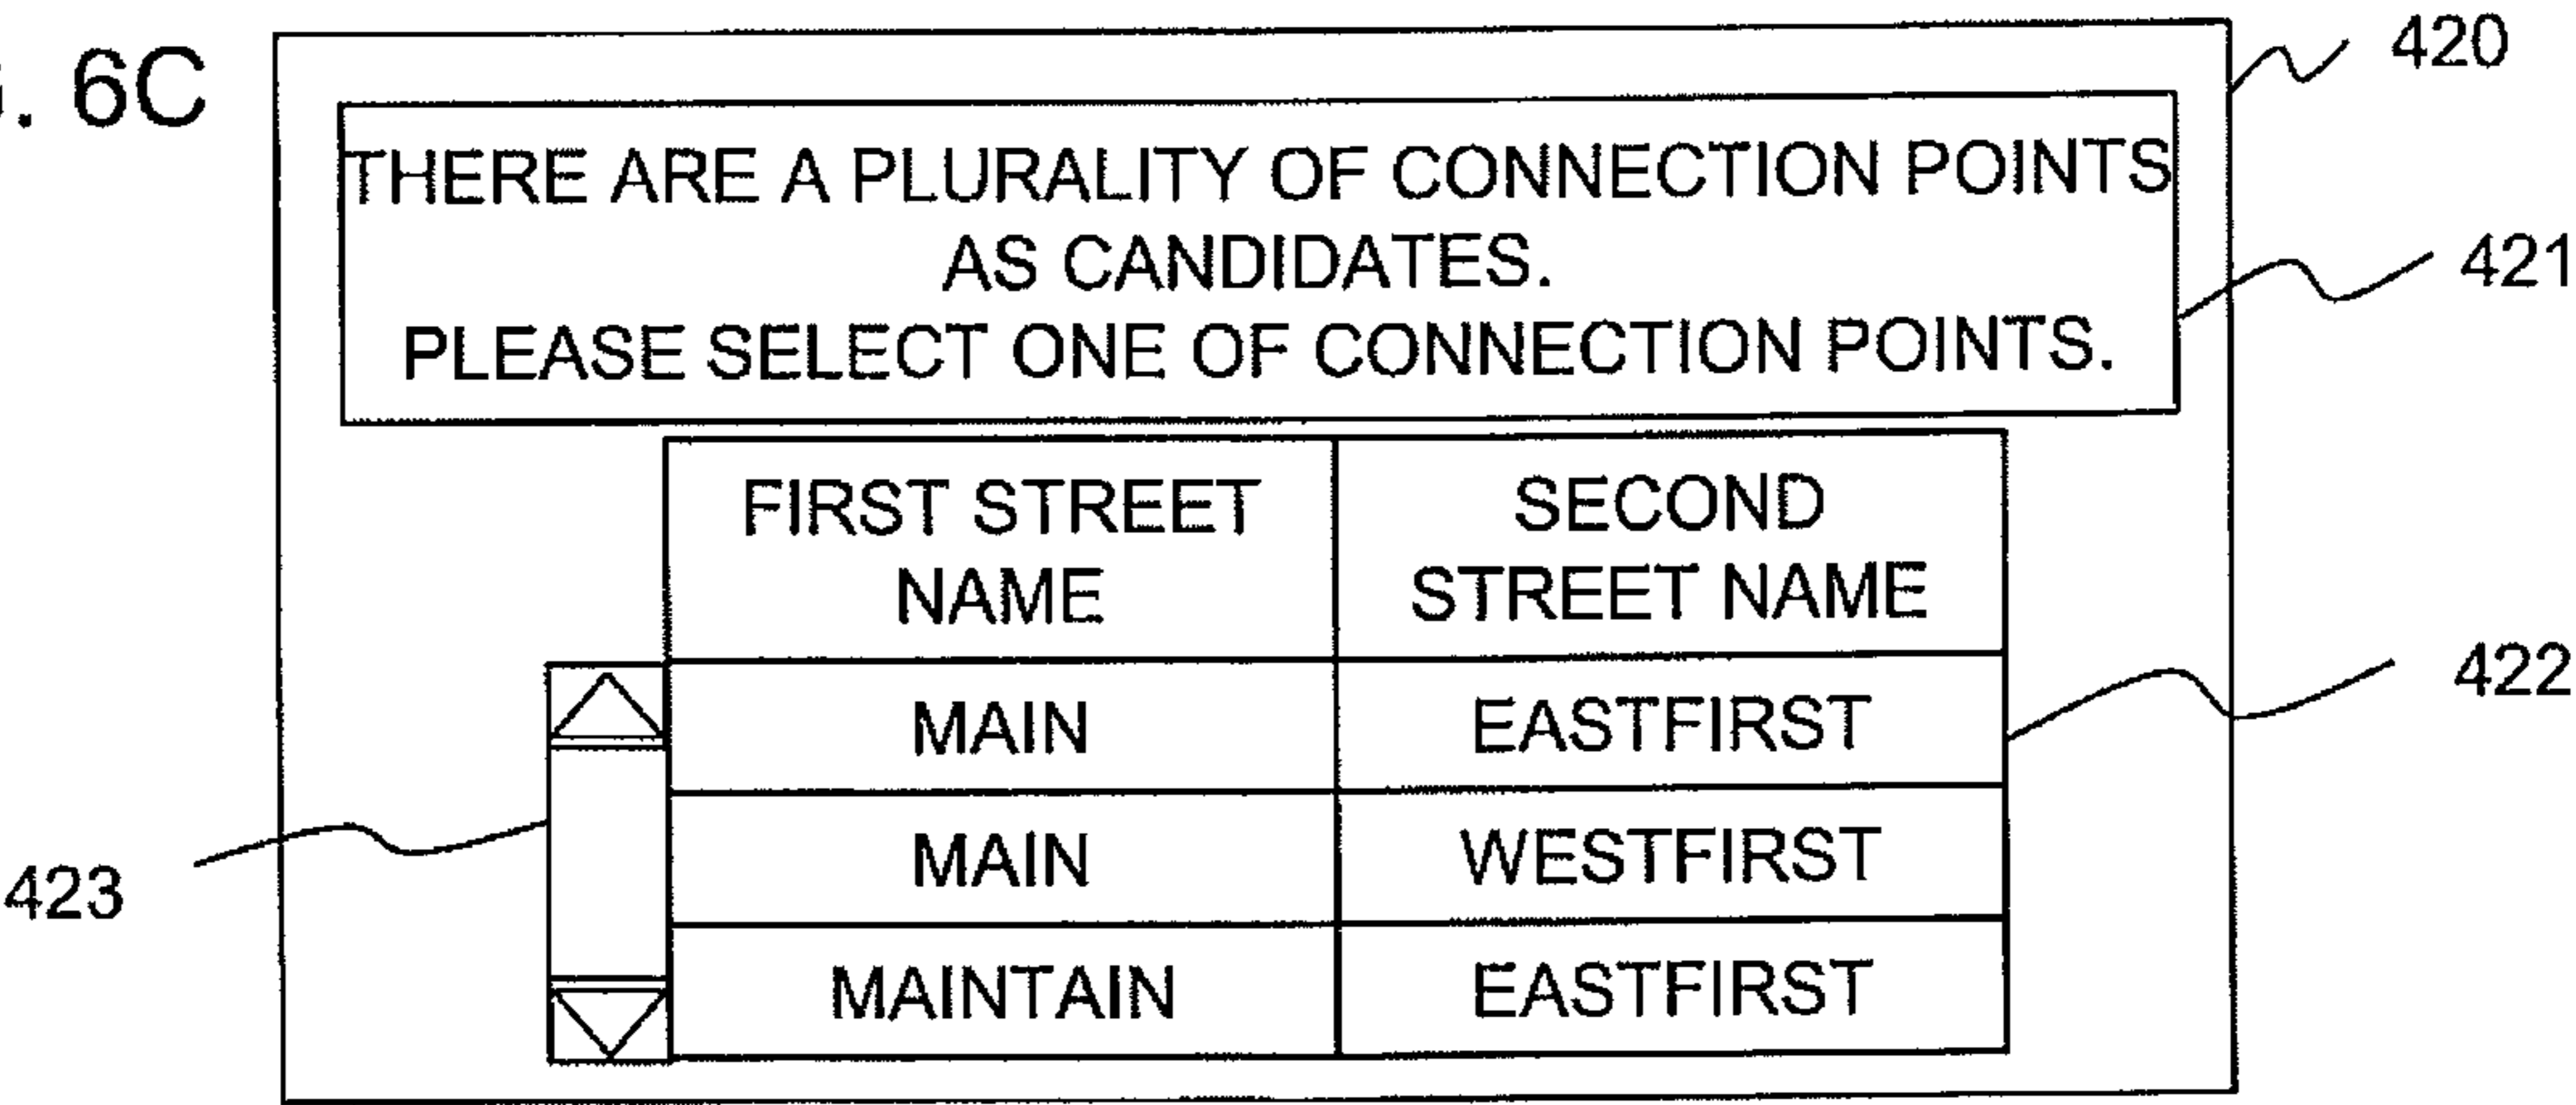 . 6C
420
THERE ARE A PLURALITY OF CONNECTION POINTS
AS CANDIDATES.
PLEASE SELECT ONE OF CONNECTION POINTS.
421
FIRST STREET
NAME
SECOND
STREET NAME
MAIN
EASTFIRST
422
MAIN
WESTFIRST
423
MAINTAIN
EASTFIRST